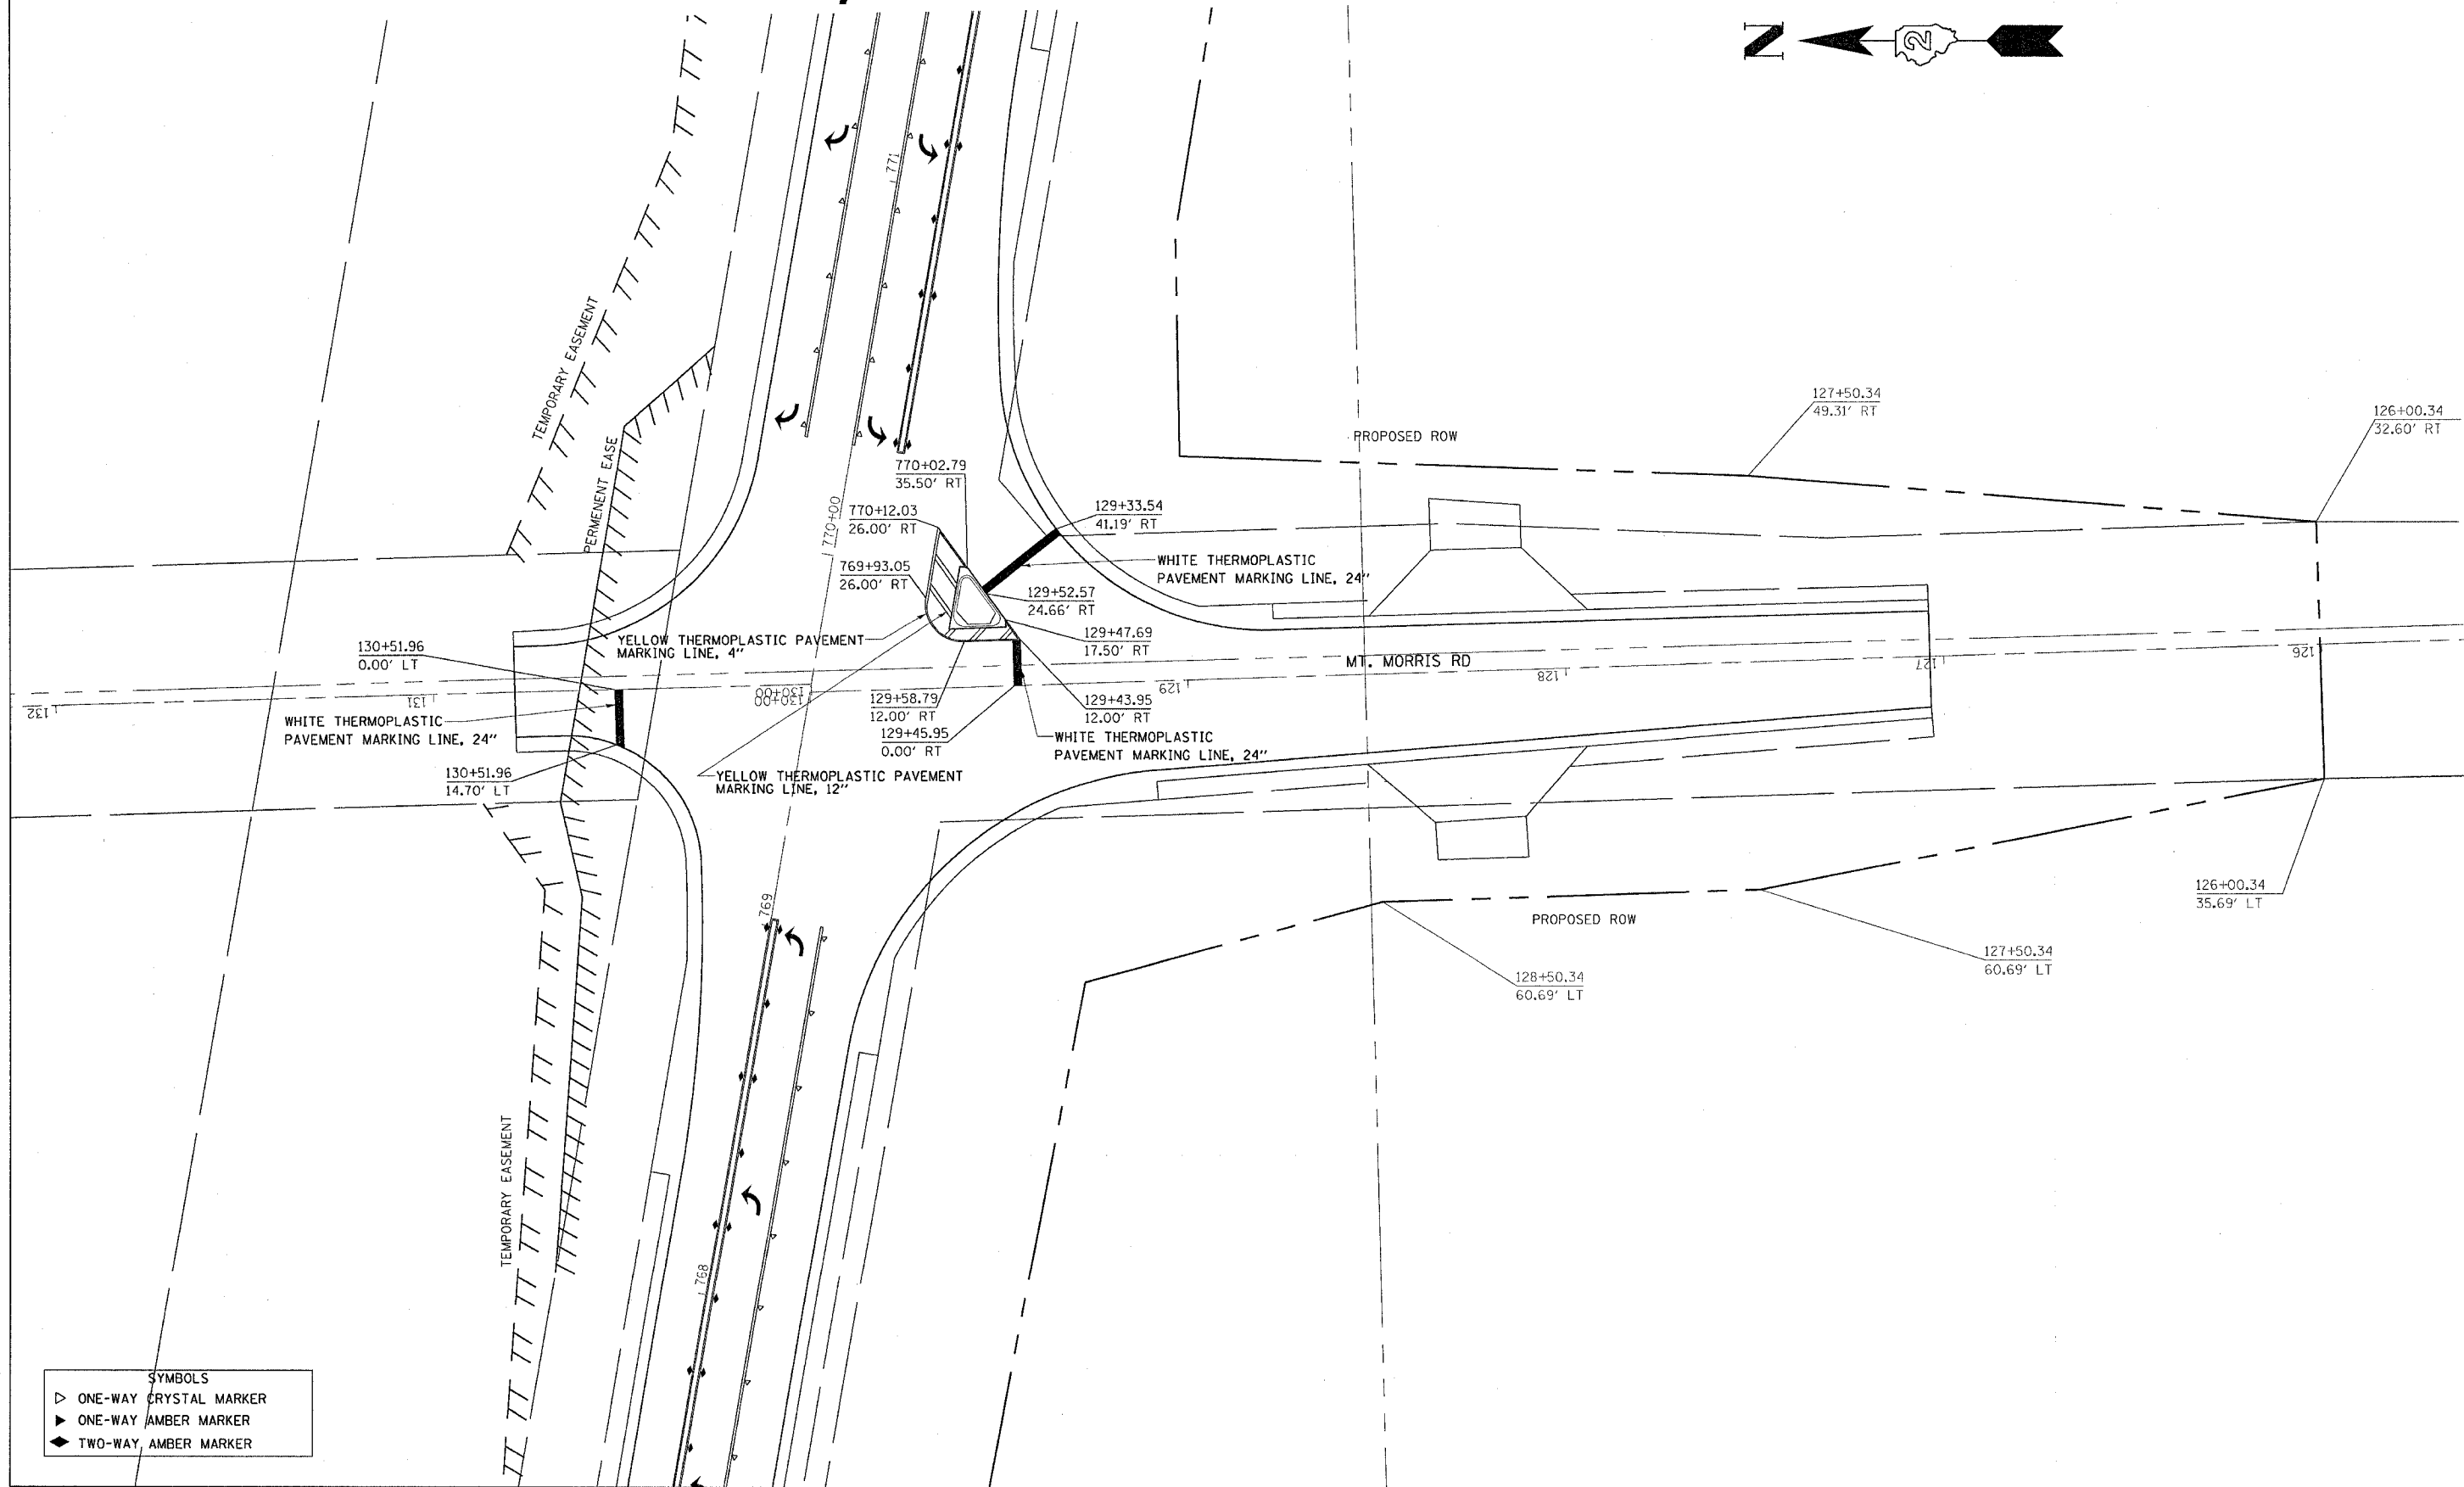 N
2
771
TEMPORARY EASEMENT
PERMENENT EASE
127+50.34
49.31' RT
126+00.34
32.60' RT
PROPOSED ROW
770+02.79
35.50' RT
770+00
770+12.03
26.00' RT
129+33.54
41.19' RT
769+93.05
26.00' RT
WHITE THERMOPLASTIC
PAVEMENT MARKING LINE, 24"
129+52.57
24.66' RT
YELLOW THERMOPLASTIC PAVEMENT
MARKING LINE, 4"
129+47.69
17.50' RT
130+51.96
0.00' LT
MT. MORRIS RD
132
131
130+00
130+00
129
128
127
126
129+58.79
12.00' RT
129+43.95
12.00' RT
WHITE THERMOPLASTIC
PAVEMENT MARKING LINE, 24"
129+45.95
0.00' RT
WHITE THERMOPLASTIC
PAVEMENT MARKING LINE, 24"
130+51.96
14.70' LT
YELLOW THERMOPLASTIC PAVEMENT
MARKING LINE, 12"
769
126+00.34
35.69' LT
PROPOSED ROW
127+50.34
60.69' LT
128+50.34
60.69' LT
TEMPORARY EASEMENT
768
SYMBOLS
ONE-WAY CRYSTAL MARKER
ONE-WAY AMBER MARKER
TWO-WAY AMBER MARKER